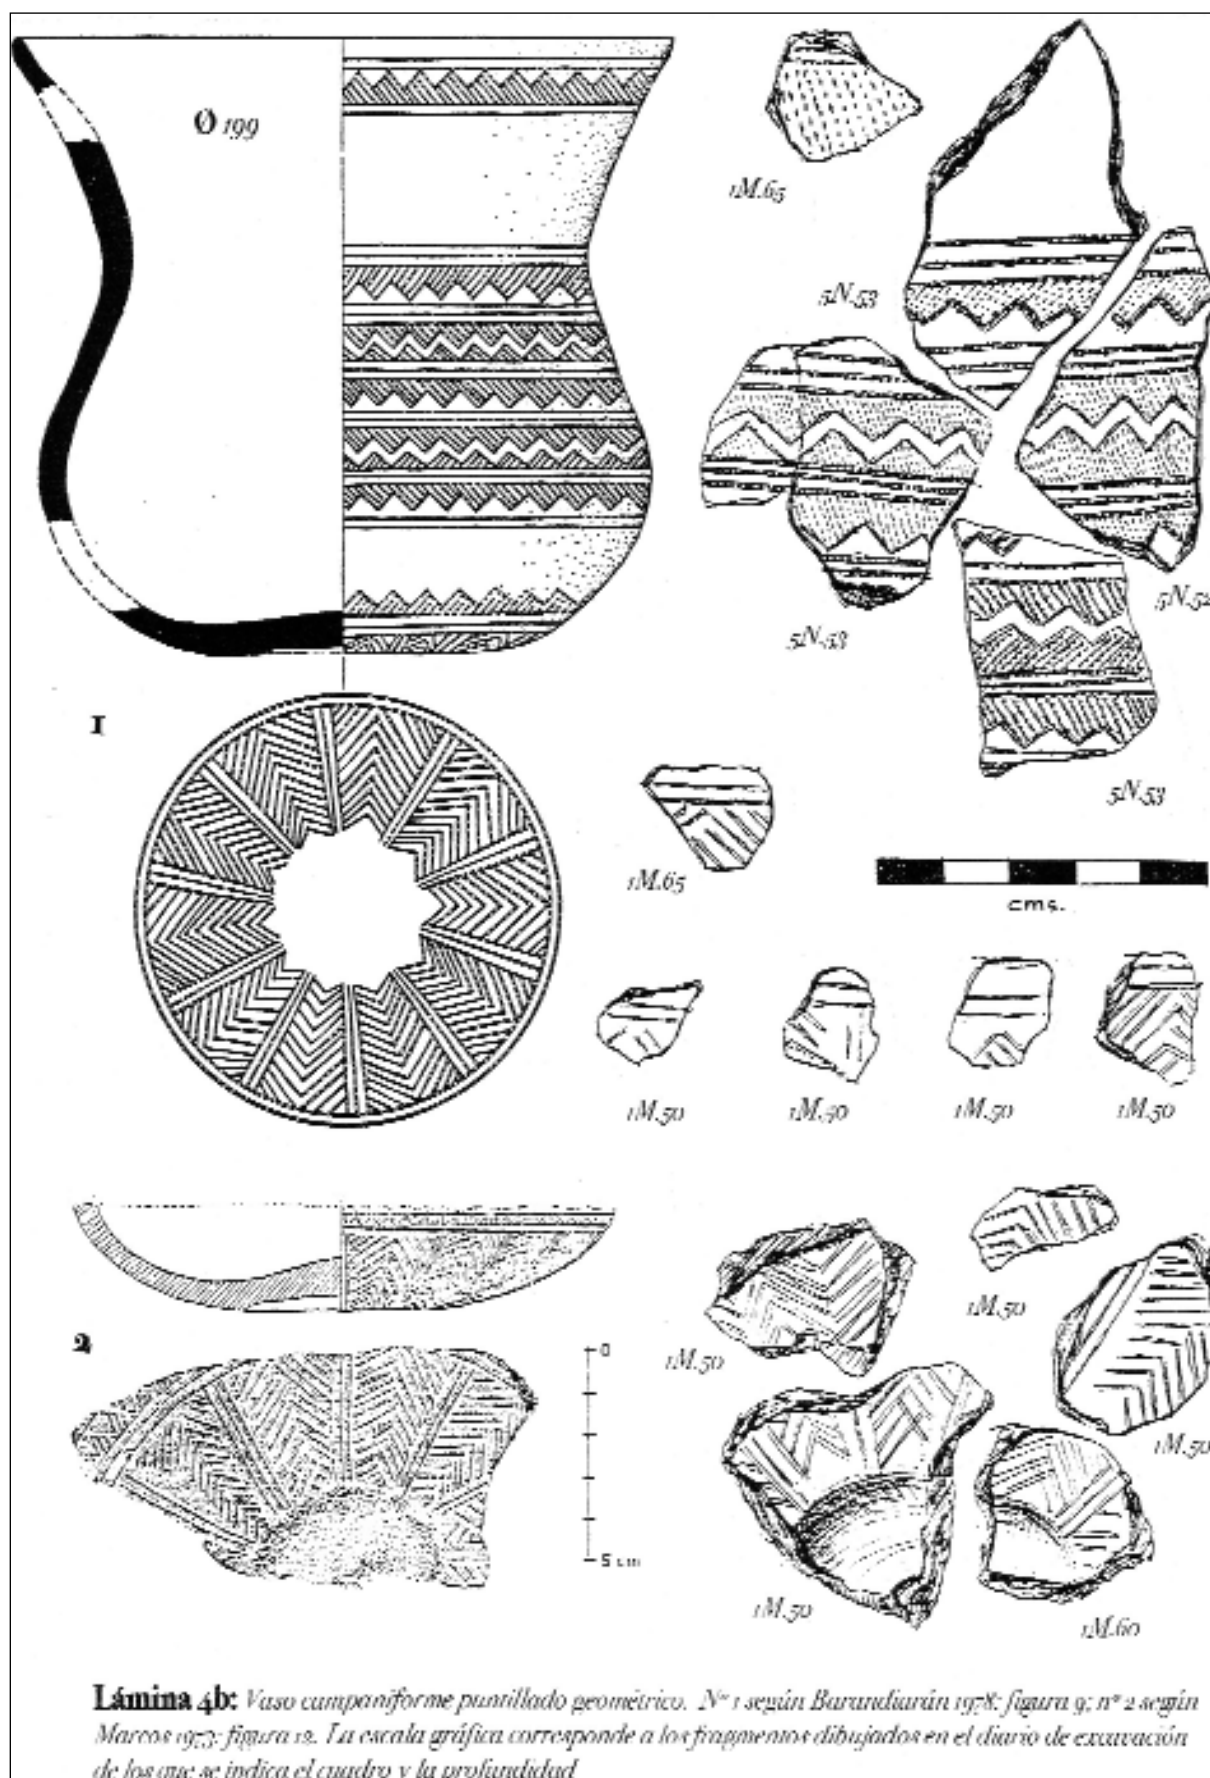 Ø 199
1M.65
5N.53
5N.52
5N.53
5N.53
1
1M.65
cms.
1M.50
1M.50
1M.50
1M.50
2
0
5 cm
1M.50
1M.50
1M.50
1M.50
1M.60
Lámina 4b: Vaso campaniforme puntillado geométrico. Nº 1 según Barandiarán 1978: figura 9; nº 2 según
Marcos 1973: figura 12. La escala gráfica corresponde a los fragmentos dibujados en el diario de excavación
de los que se indica el cuadro y la profundidad